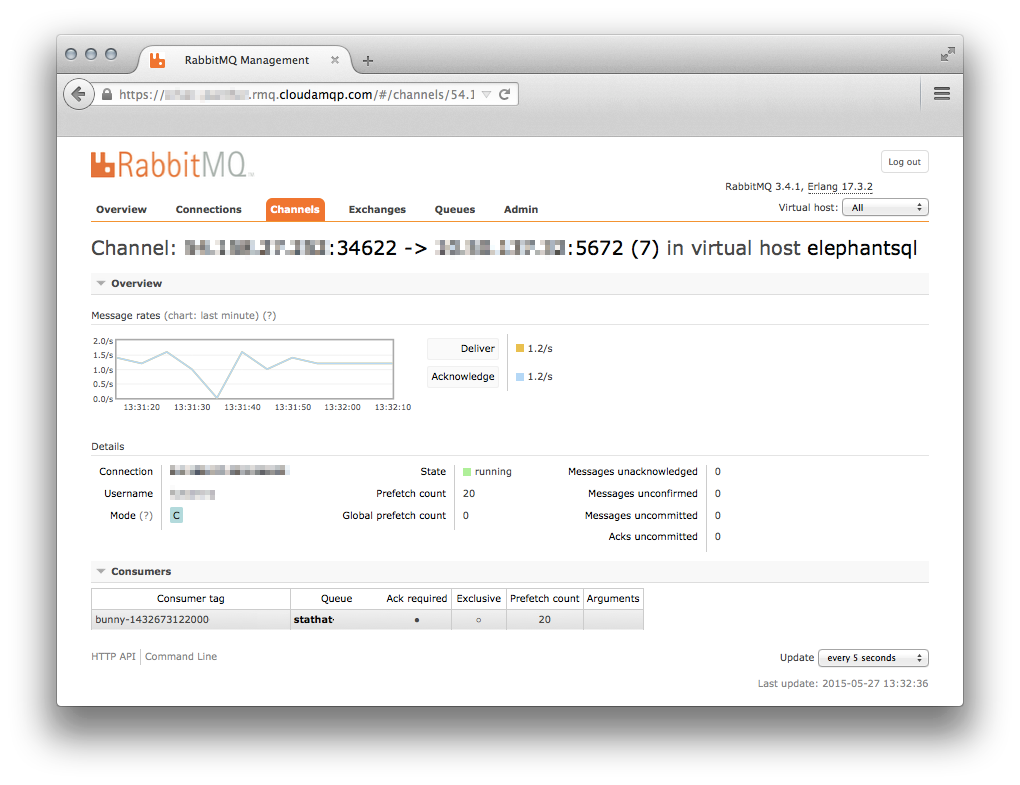 RabbitMQ Management
https:// .rmq.cloudamqp.com/#/channels/54.1
RabbitMQ
Log out
RabbitMQ 3.4.1, Erlang 17.3.2
Overview Connections Channels Exchanges Queues Admin
Virtual host: All
Channel: :34622 -> :5672 (7) in virtual host elephantsql
Overview
Message rates (chart: last minute) (?)
2.0/s
1.5/s
1.0/s
0.5/s
0.0/s
13:31:20 13:31:30 13:31:40 13:31:50 13:32:00 13:32:10
Deliver 1.2/s
Acknowledge 1.2/s
Details
Connection State running Messages unacknowledged 0
Username Prefetch count 20 Messages unconfirmed 0
Mode (?) C Global prefetch count 0 Messages uncommitted 0
Acks uncommitted 0
Consumers
Consumer tag Queue Ack required Exclusive Prefetch count Arguments
bunny-1432673122000 stathat ● ○ 20
HTTP API Command Line
Update every 5 seconds
Last update: 2015-05-27 13:32:36